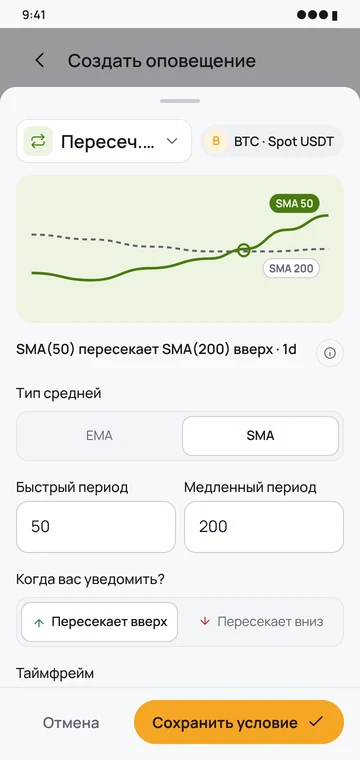 9:41
Создать оповещение
Пересеч.... B BTC · Spot USDT
SMA 50
SMA 200
SMA(50) пересекает SMA(200) вверх · 1d
Тип средней
EMA SMA
Быстрый период Медленный период
50 200
Когда вас уведомить?
Пересекает вверх Пересекает вниз
Таймфрейм
Отмена Сохранить условие